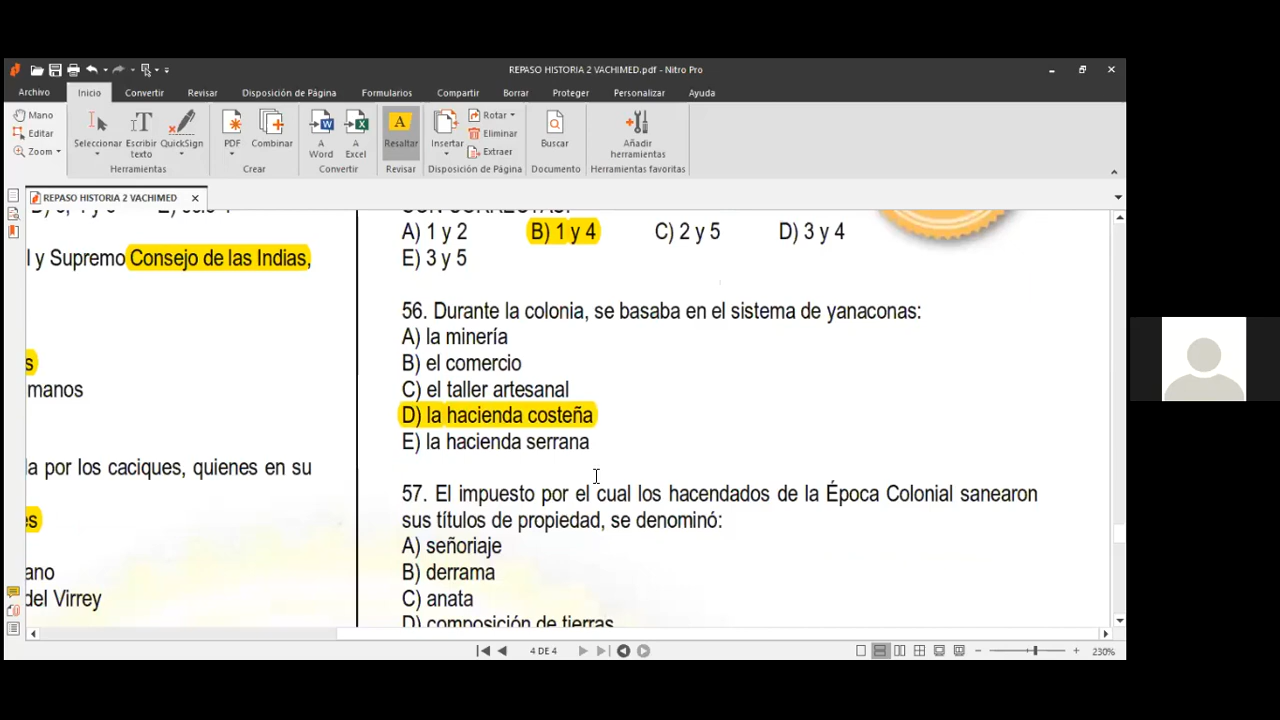 REPASO HISTORIA 2 VACHIMED.pdf - Nitro Pro
Archivo Inicio Convertir Revisar Disposición de Página Formularios Compartir Compartir Borrar Proteger Personalizar Ayuda
Mano
Editar
Zoom
Seleccionar
Escribir texto
QuickSign
Herramientas
PDF
Combinar
Crear
A Word
A Excel
Convertir
Resaltar
Revisar
Insertar
Rotar
Eliminar
Extraer
Disposición de Página
Buscar
Documento
Añadir herramientas
Herramientas favoritas
REPASO HISTORIA 2 VACHIMED
l y Supremo Consejo de las Indias,
s
manos
la por los caciques, quienes en su
es
ano
del Virrey
A) 1 y 2 B) 1 y 4 C) 2 y 5 D) 3 y 4
E) 3 y 5
56. Durante la colonia, se basaba en el sistema de yanaconas:
A) la minería
B) el comercio
C) el taller artesanal
D) la hacienda costeña
E) la hacienda serrana
57. El impuesto por el cual los hacendados de la Época Colonial sanearon
sus títulos de propiedad, se denominó:
A) señoriaje
B) derrama
C) anata
D) composición de tierras
4 DE 4
230%